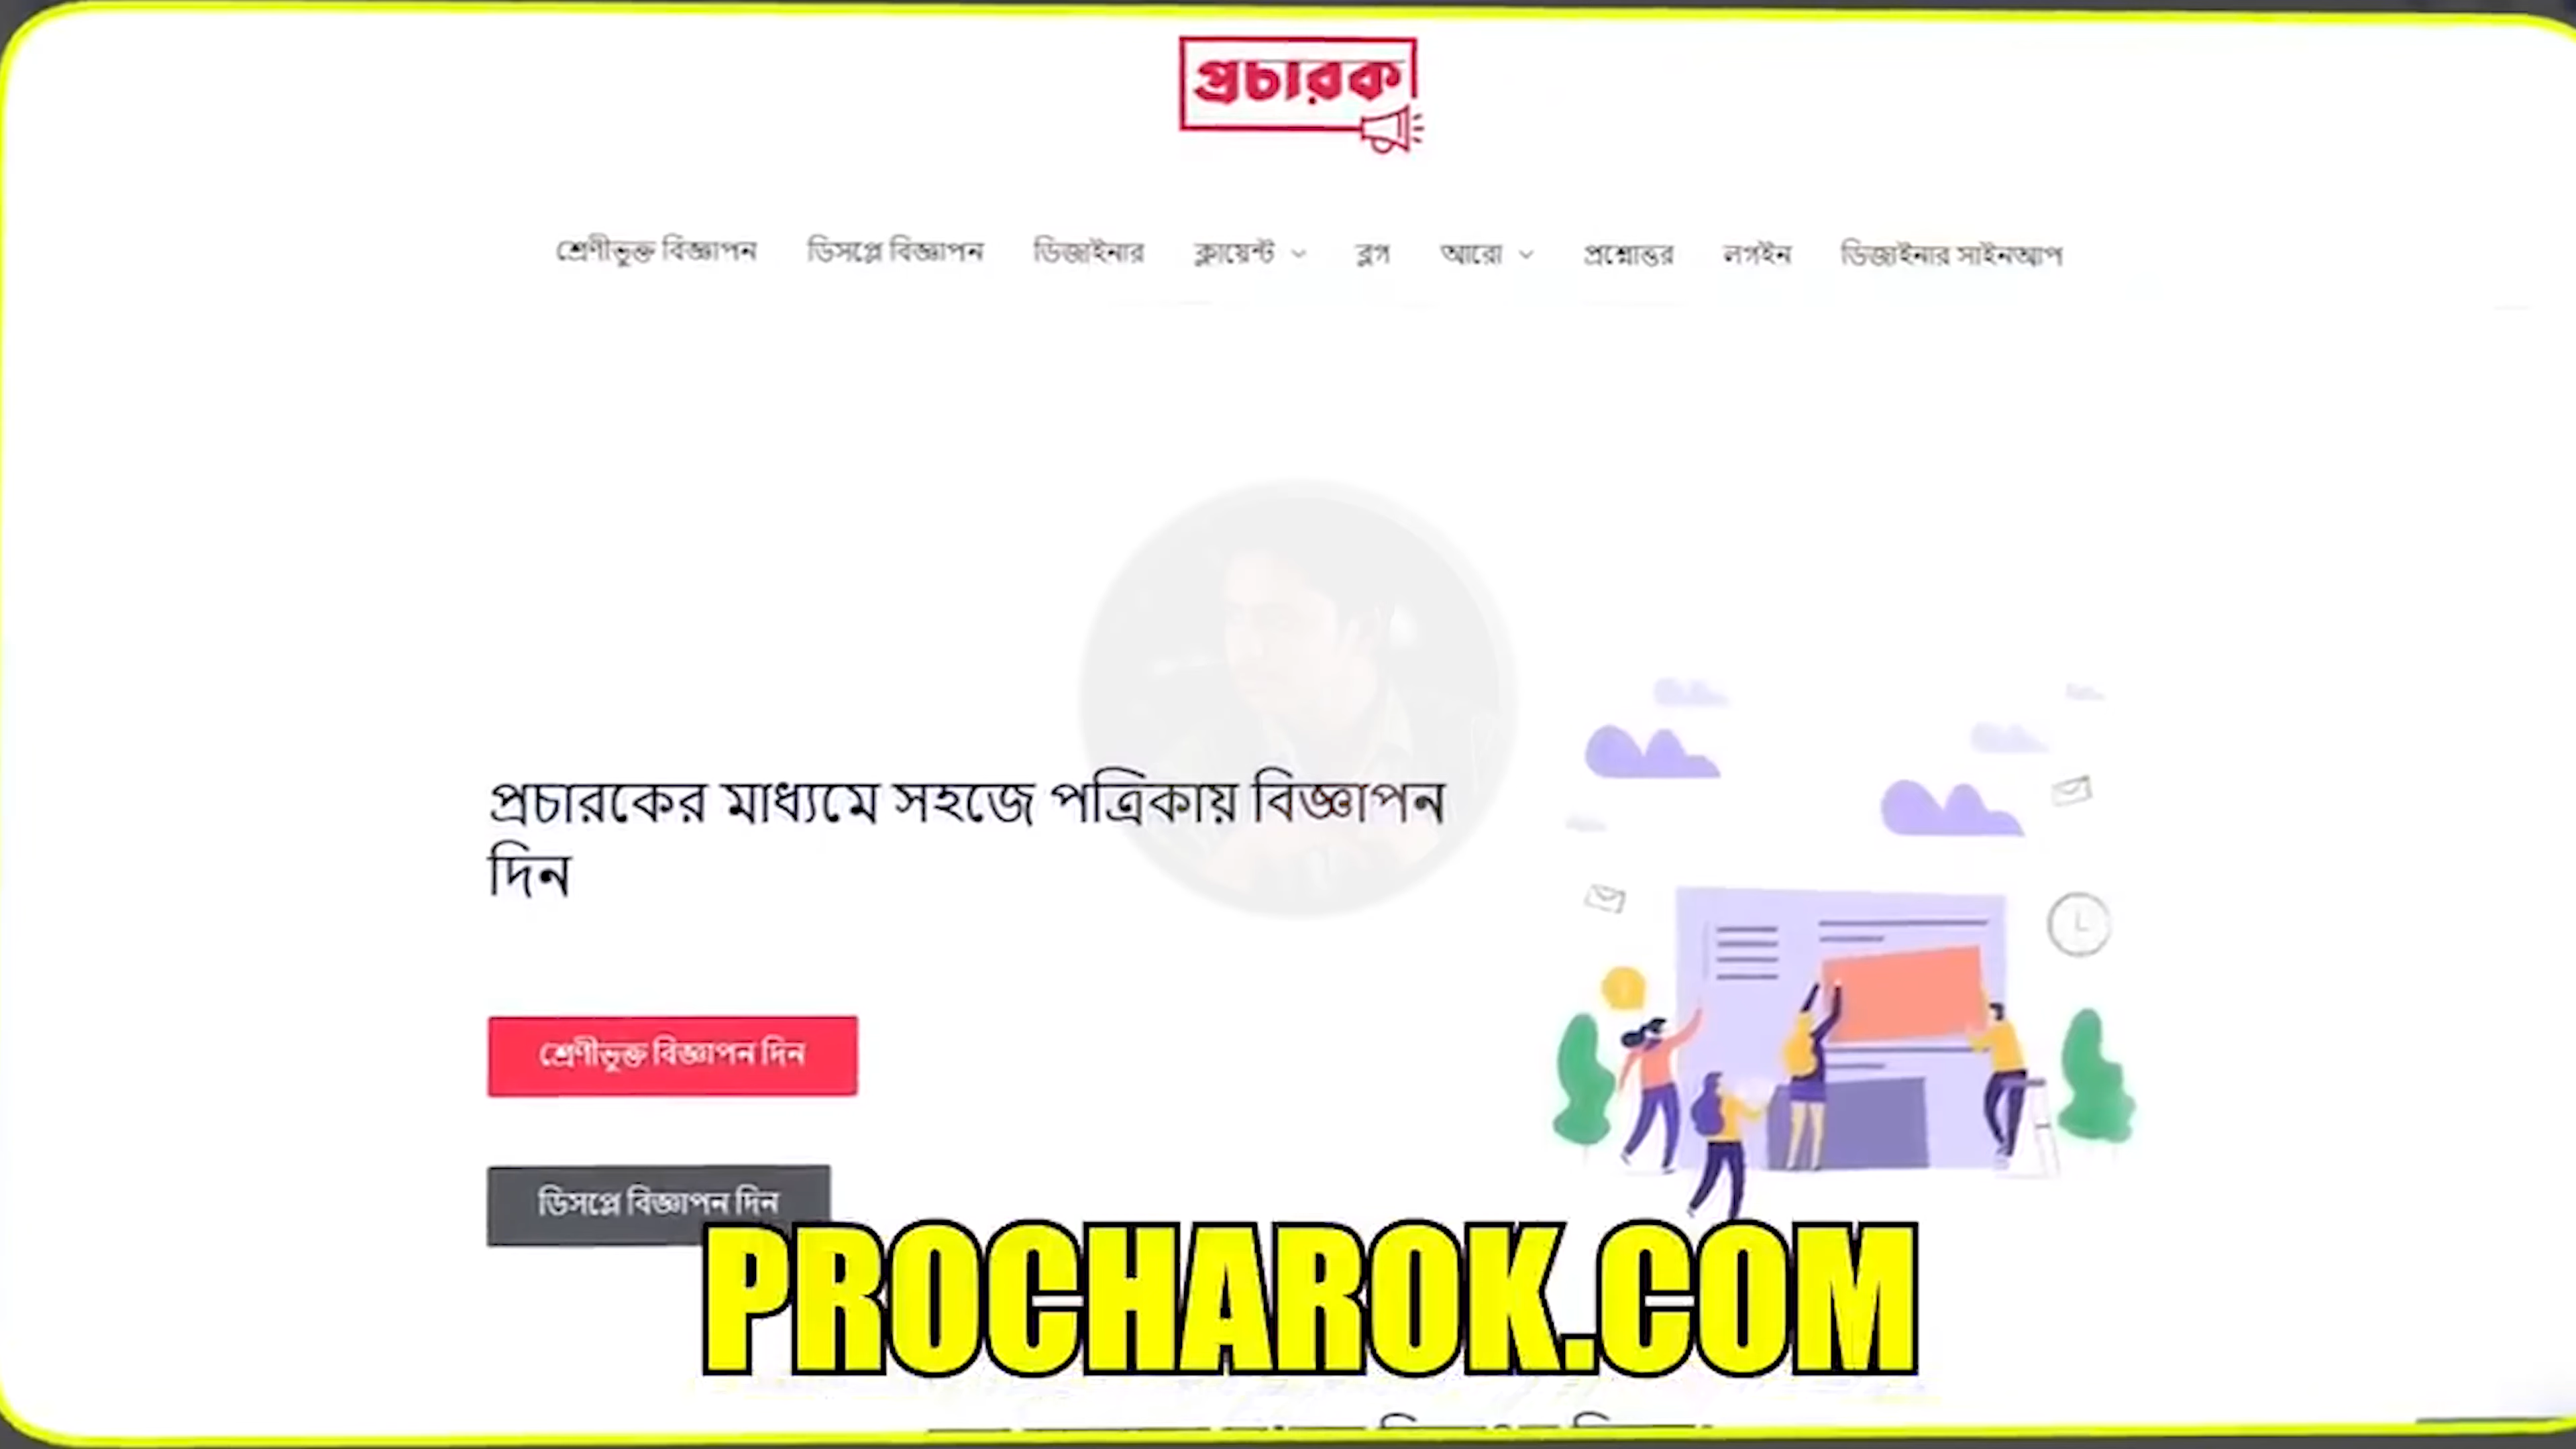 প্রচারক
শ্রেণীভুক্ত বিজ্ঞাপন ডিসপ্লে বিজ্ঞাপন ডিজাইনার ক্লায়েন্ট ব্লগ আরো প্রশ্নোত্তর লগইন ডিজাইনার সাইনআপ
প্রচারকের মাধ্যমে সহজে পত্রিকায় বিজ্ঞাপন
দিন
শ্রেণীভুক্ত বিজ্ঞাপন দিন
ডিসপ্লে বিজ্ঞাপন দিন
PROCHAROK.COM